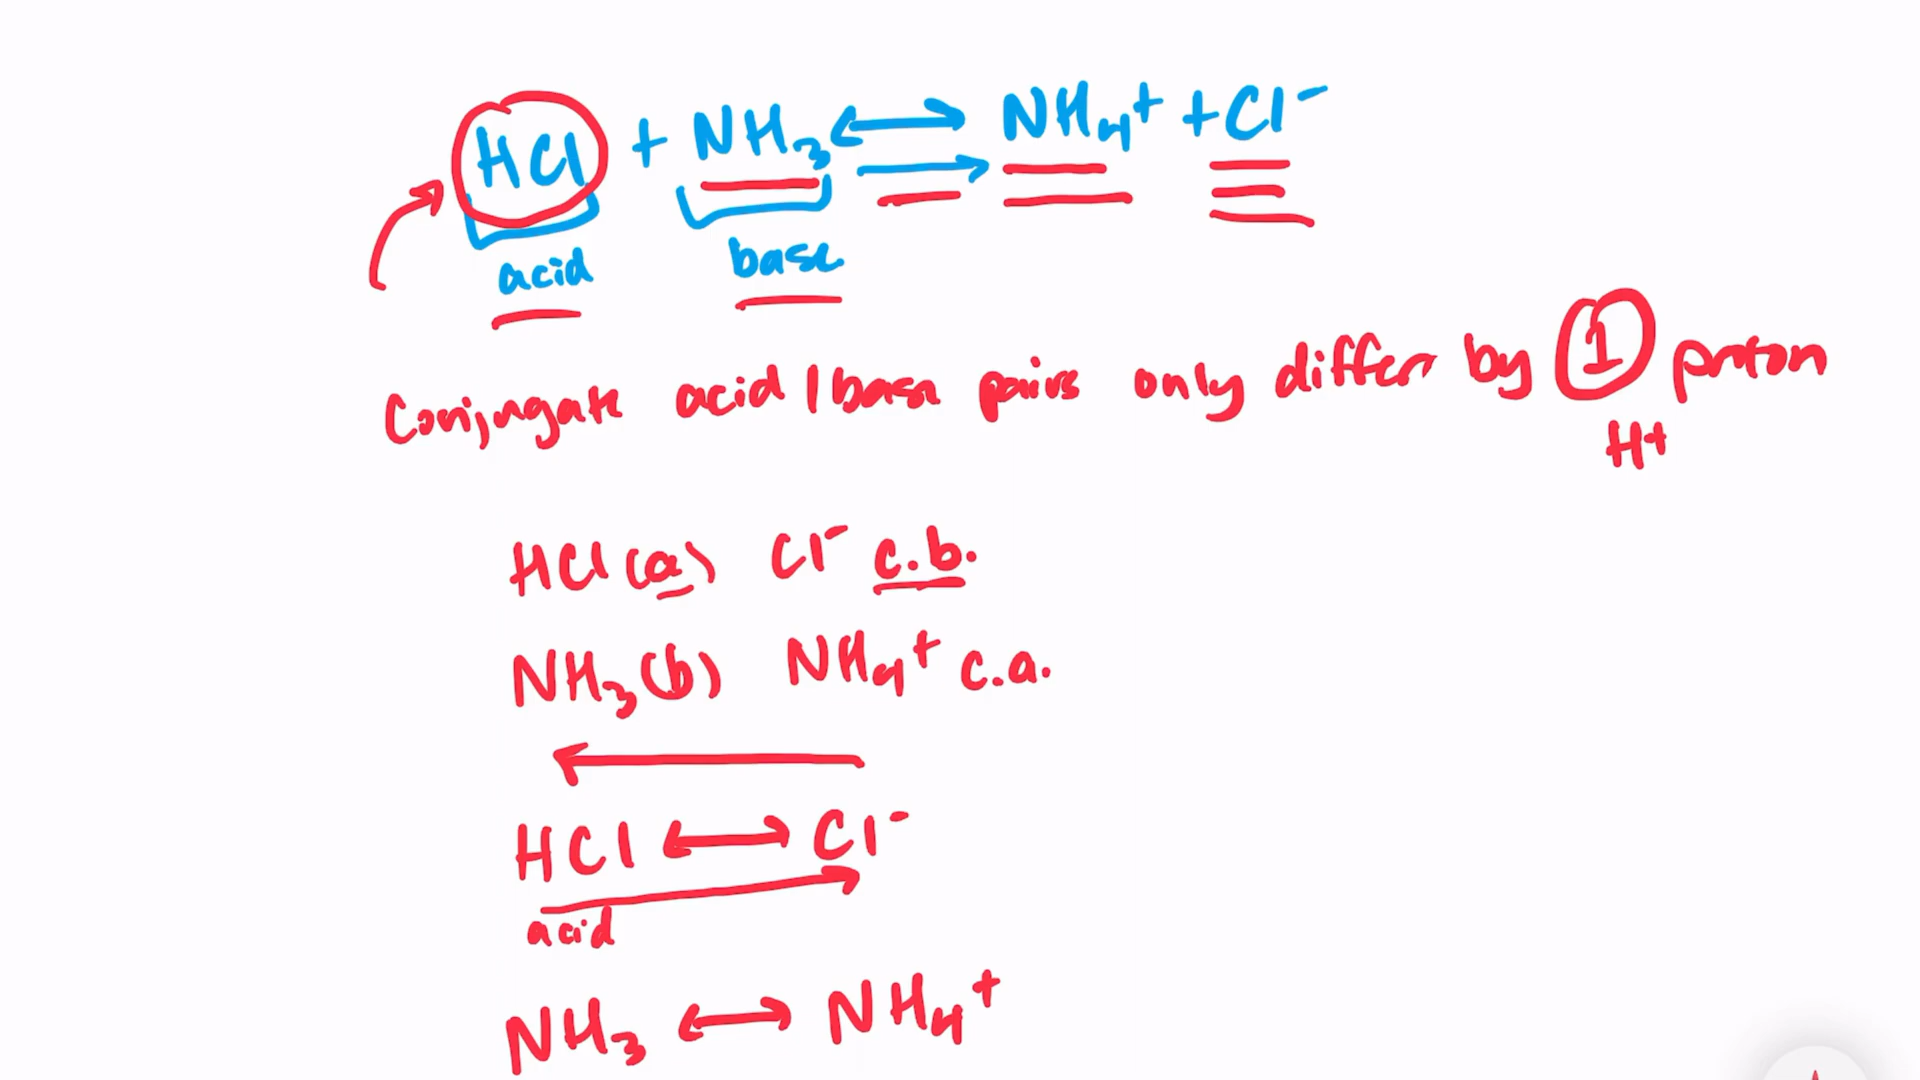 HCl + NH₃ ↔ NH₄⁺ + Cl⁻
→
acid base
Conjugate acid/base pairs only differ by 1 proton
H+
HCl (a) Cl⁻ c.b.
NH₃ (b) NH₄⁺ c.a.
←
HCl ↔ Cl⁻
→
acid
NH₃ ↔ NH₄⁺